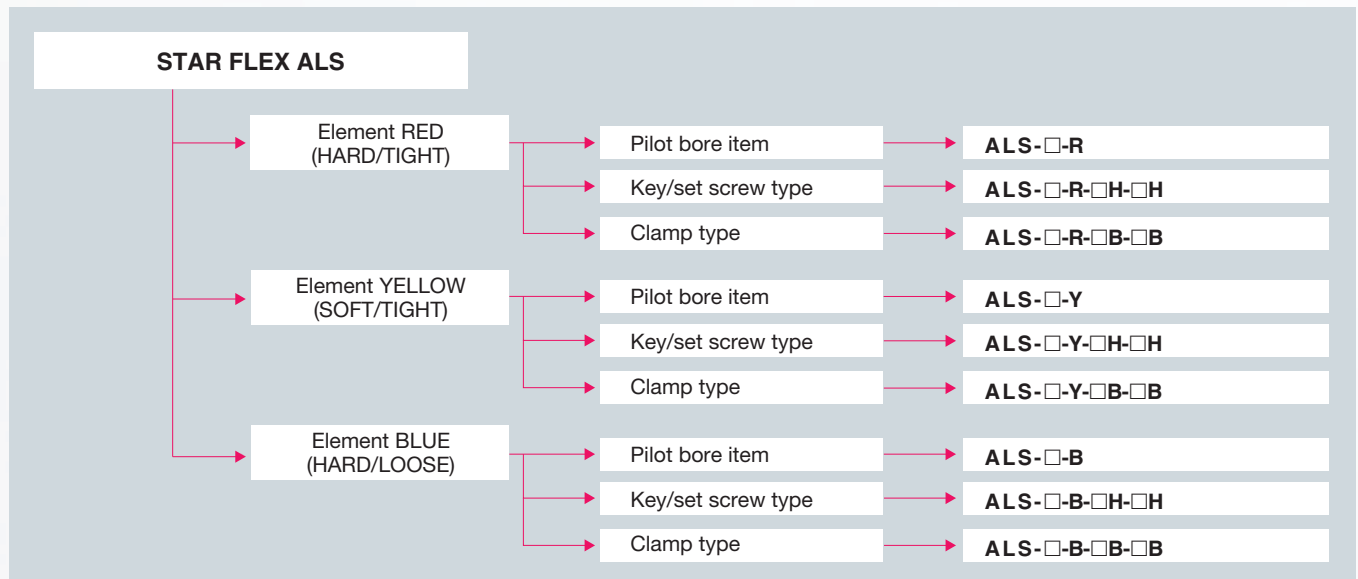 STAR FLEX ALS
Element RED
(HARD/TIGHT)
Pilot bore item
ALS-□-R
Key/set screw type
ALS-□-R-□H-□H
Clamp type
ALS-□-R-□B-□B
Element YELLOW
(SOFT/TIGHT)
Pilot bore item
ALS-□-Y
Key/set screw type
ALS-□-Y-□H-□H
Clamp type
ALS-□-Y-□B-□B
Element BLUE
(HARD/LOOSE)
Pilot bore item
ALS-□-B
Key/set screw type
ALS-□-B-□H-□H
Clamp type
ALS-□-B-□B-□B